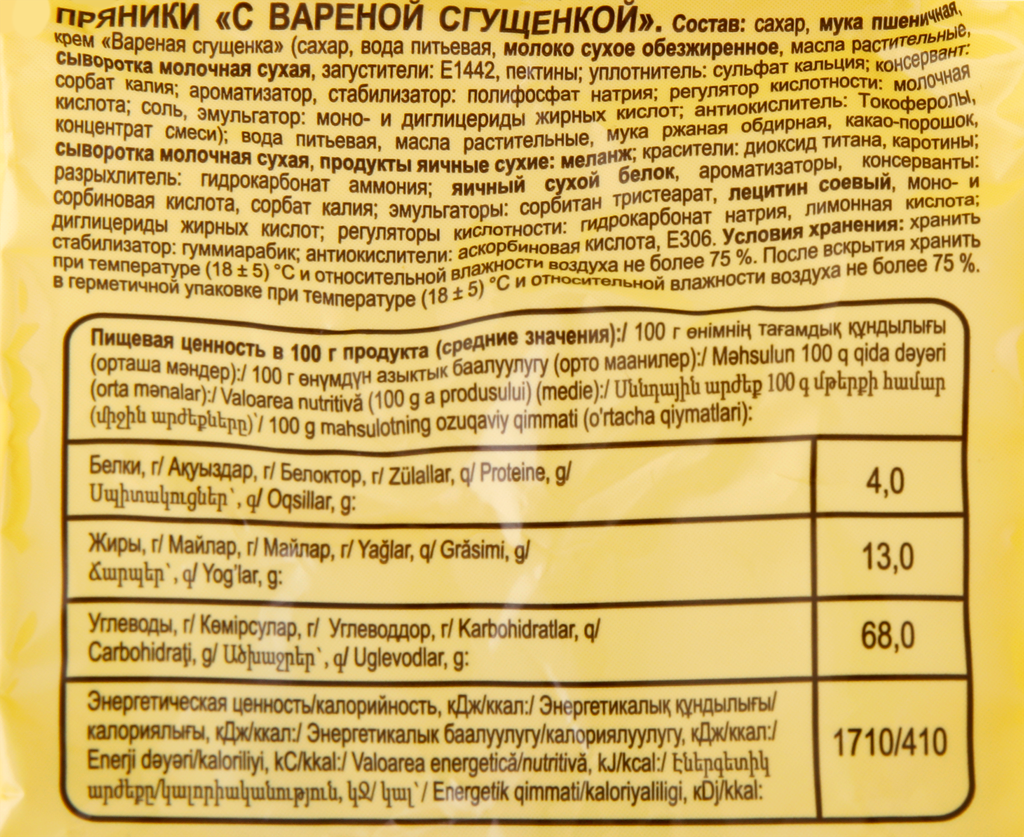 ПРЯНИКИ «С ВАРЕНОЙ СГУЩЕНКОЙ». Состав: сахар, мука пшеничная,
крем «Вареная сгущенка» (сахар, вода питьевая, молоко сухое обезжиренное, масла растительные,
сыворотка молочная сухая, загустители: Е1442, пектины; уплотнитель: сульфат кальция; консервант:
сорбат калия; ароматизатор, стабилизатор: полифосфат натрия; регулятор кислотности: молочная
кислота; соль, эмульгатор: моно- и диглицериды жирных кислот; антиокислитель: Токоферолы,
концентрат смеси); вода питьевая, масла растительные, мука ржаная обдирная, какао-порошок,
сыворотка молочная сухая, продукты яичные сухие: меланж; красители: диоксид титана, каротины;
разрыхлитель: гидрокарбонат аммония; яичный сухой белок, ароматизаторы, консерванты:
сорбиновая кислота, сорбат калия; эмульгаторы: сорбитан тристеарат, лецитин соевый, моно- и
диглицериды жирных кислот; регуляторы кислотности: гидрокарбонат натрия, лимонная кислота;
стабилизатор: гуммиарабик; антиокислители: аскорбиновая кислота, Е306. Условия хранения: хранить
при температуре (18 ± 5) °С и относительной влажности воздуха не более 75 %. После вскрытия хранить
в герметичной упаковке при температуре (18 ± 5) °С и относительной влажности воздуха не более 75 %.
Пищевая ценность в 100 г продукта (средние значения):/ 100 г өнімнің тағамдық құндылығы
(орташа мәндер):/ 100 г өнүмдүн азыктык баалуулугу (орто маанилер):/ Məhsulun 100 q qida dəyəri
(orta mənalar):/ Valoarea nutritivă (100 g a produsului) (medie):/ Սննդային արժեք 100 գ մթերքի համար
(միջին արժեքները)՝/ 100 g mahsulotning ozuqaviy qimmati (o'rtacha qiymatlari):
Белки, г/ Ақуыздар, г/ Белоктор, г/ Zülallar, q/ Proteine, g/
Սպիտակուցներ՝, գ/ Oqsillar, g:
4,0
Жиры, г/ Майлар, г/ Майлар, г/ Yağlar, q/ Grăsimi, g/
Ճարպեր՝, գ/ Yog'lar, g:
13,0
Углеводы, г/ Көмірсулар, г/ Углеводдор, г/ Karbohidratlar, q/
Carbohidraţi, g/ Ածխաջրեր՝, գ/ Uglevodlar, g:
68,0
Энергетическая ценность/калорийность, кДж/ккал:/ Энергетикалық құндылығы/
калориялығы, кДж/ккал:/ Энергетикалык баалуулугу/калориялуулугу, кДж/ккал:/
Enerji dəyəri/kaloriliyi, kC/kkal:/ Valoarea energetică/nutritivă, kJ/kcal:/ Էներգետիկ
արժեքը/կալորիականություն, կՋ/ կալ՝/ Energetik qimmati/kaloriyaliligi, кDj/kkal:
1710/410